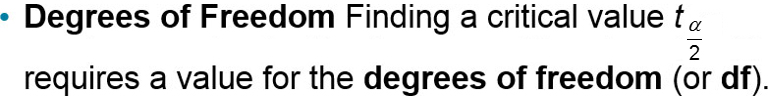 • Degrees of Freedom Finding a critical value t α/2
requires a value for the degrees of freedom (or df).